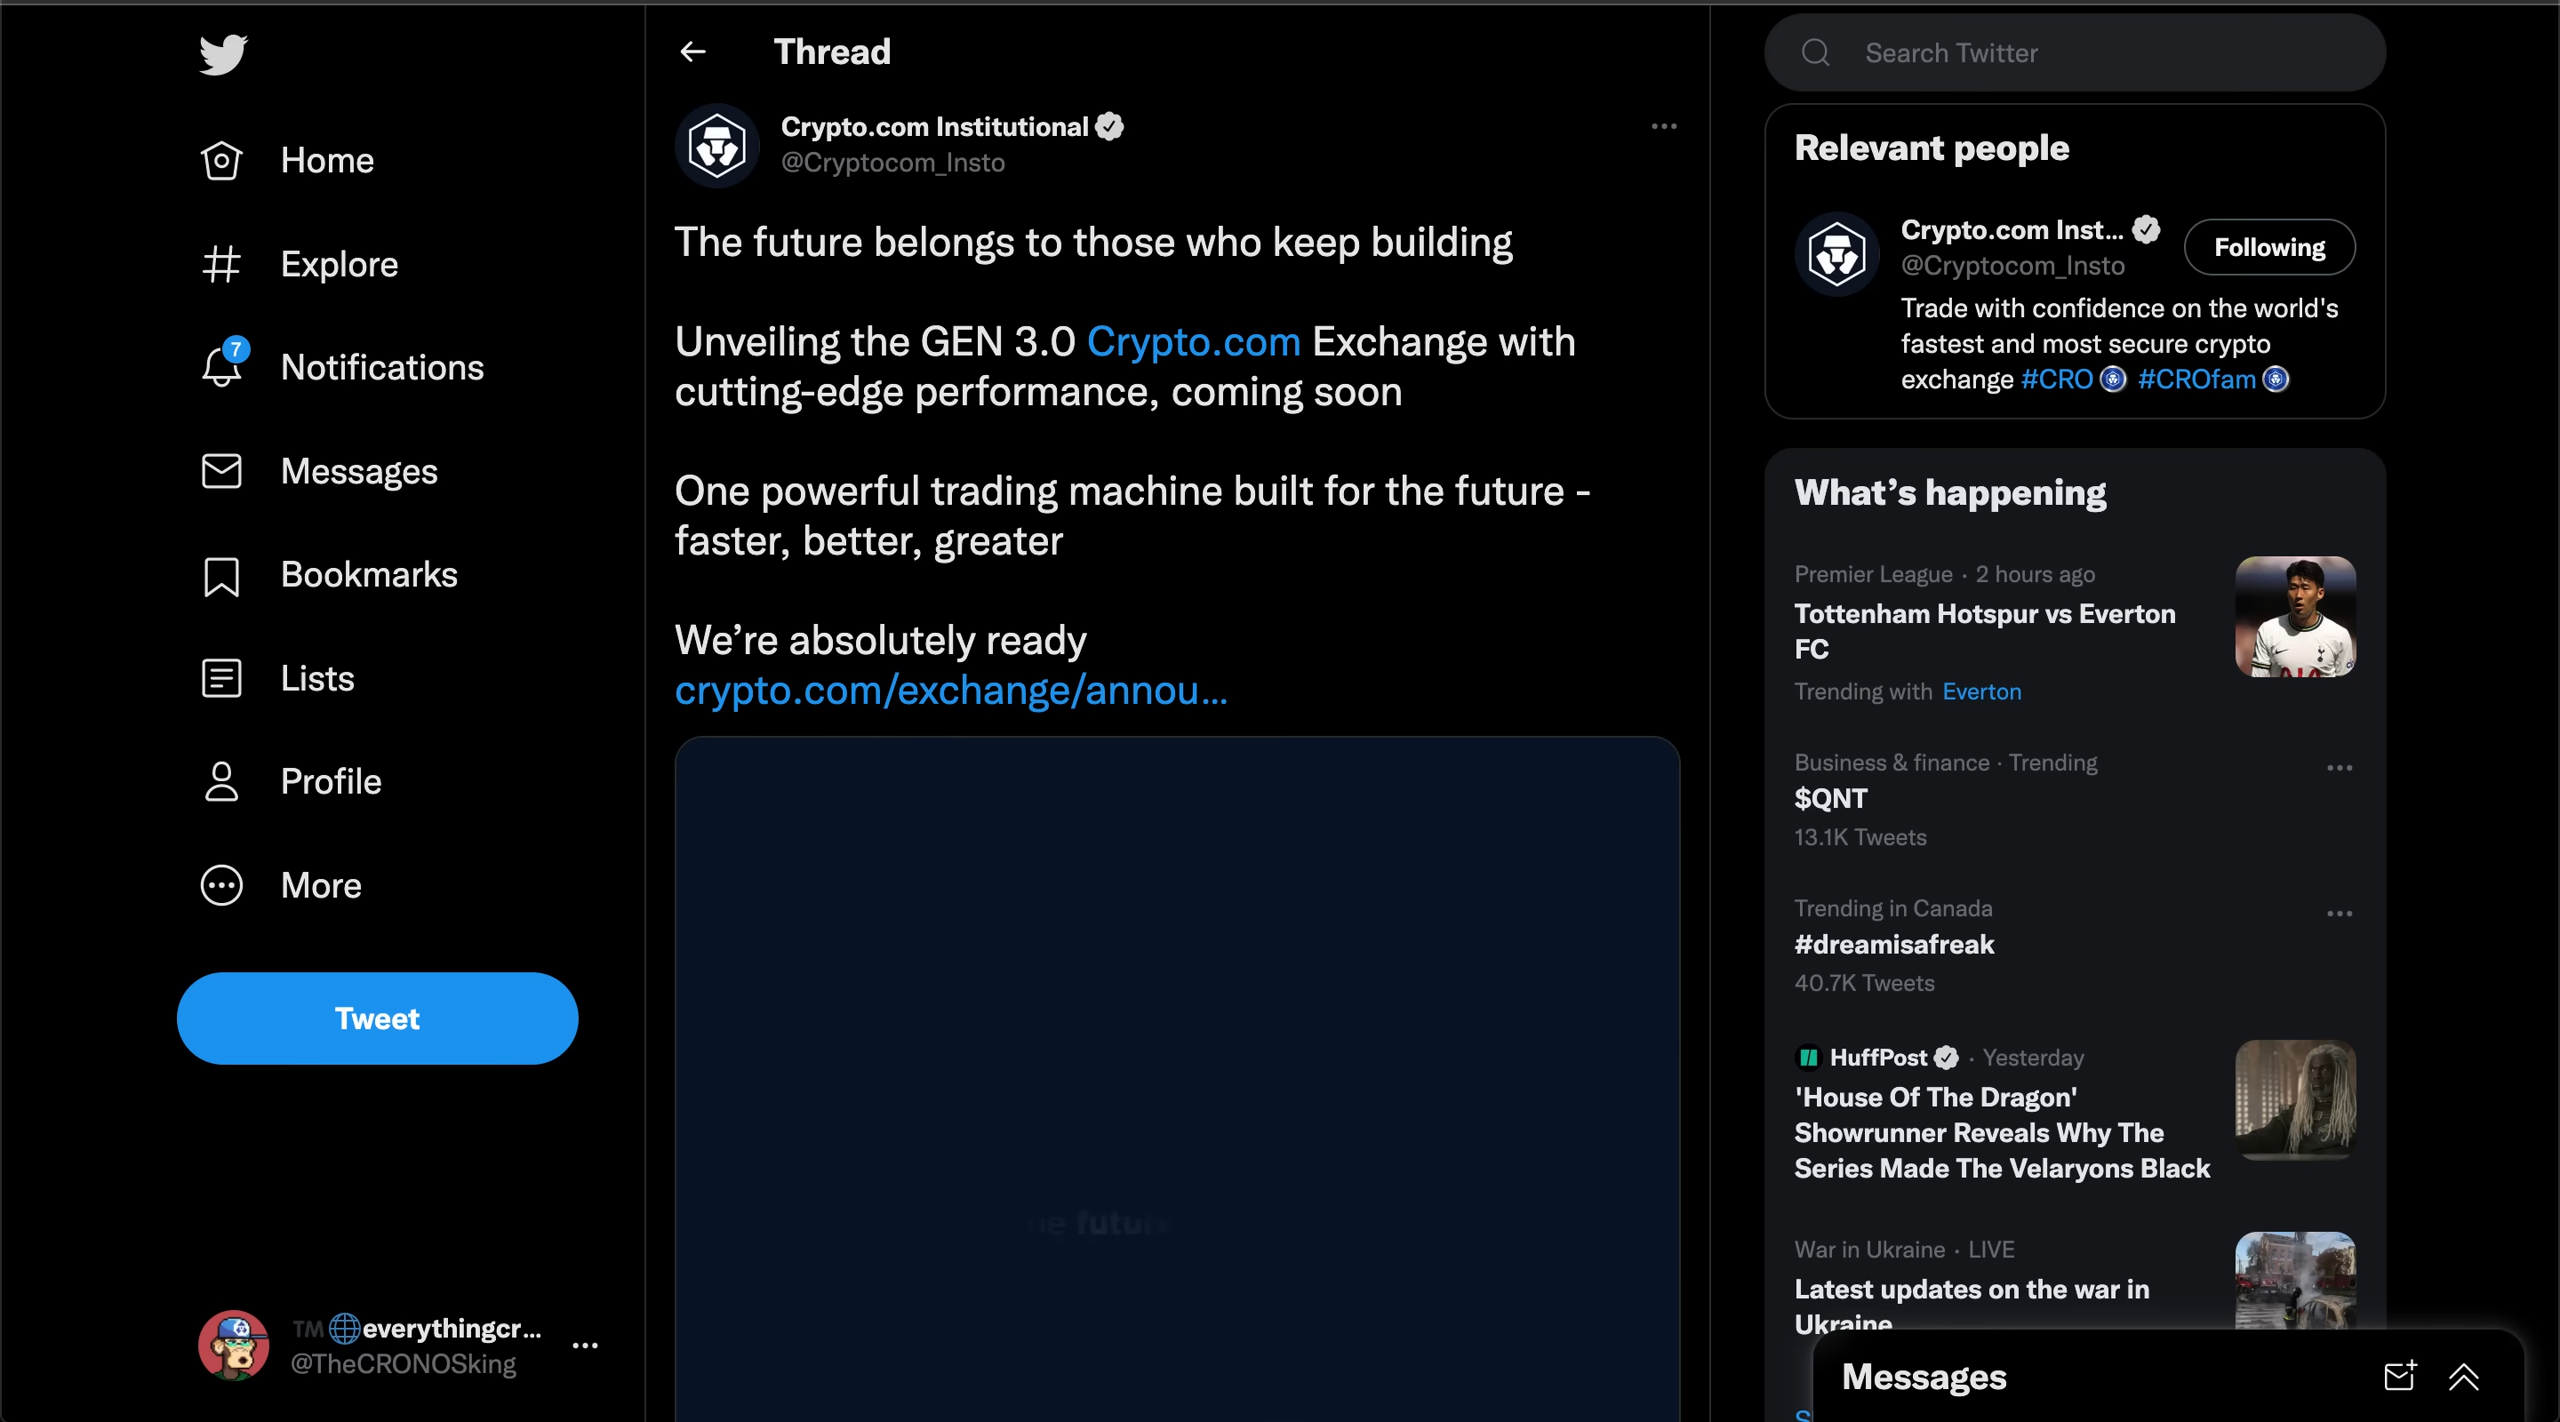 Home
Explore
7
Notifications
Messages
Bookmarks
Lists
Profile
More
Tweet
TM everythingcr...
@TheCRONOSking
Thread
Crypto.com Institutional
@Cryptocom_Insto
The future belongs to those who keep building
Unveiling the GEN 3.0 Crypto.com Exchange with
cutting-edge performance, coming soon
One powerful trading machine built for the future -
faster, better, greater
We’re absolutely ready
crypto.com/exchange/annou...
Search Twitter
Relevant people
Crypto.com Inst...
Following
@Cryptocom_Insto
Trade with confidence on the world's
fastest and most secure crypto
exchange #CRO #CROfam
What’s happening
Premier League · 2 hours ago
Tottenham Hotspur vs Everton
FC
Trending with Everton
Business & finance · Trending
$QNT
13.1K Tweets
Trending in Canada
#dreamisafreak
40.7K Tweets
HuffPost · Yesterday
'House Of The Dragon'
Showrunner Reveals Why The
Series Made The Velaryons Black
War in Ukraine · LIVE
Latest updates on the war in
Ukraine
Messages